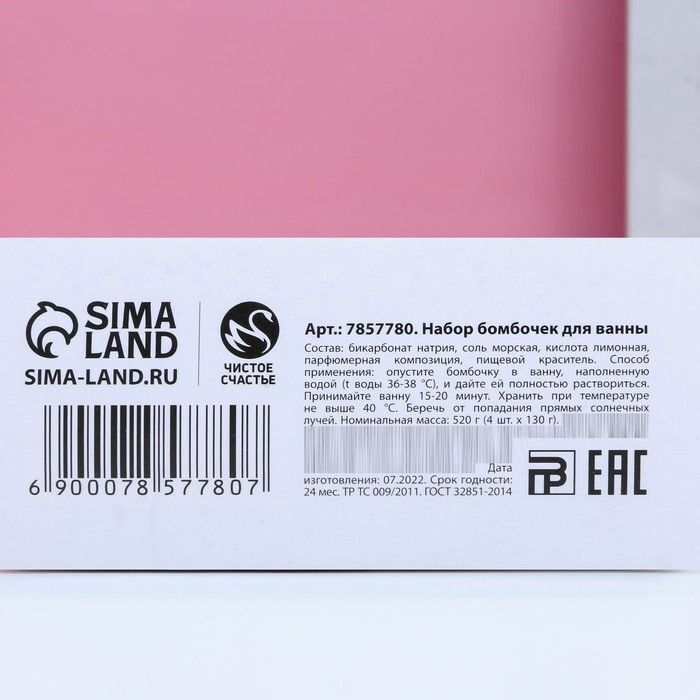 SIMA
LAND
SIMA-LAND.RU
ЧИСТОЕ
СЧАСТЬЕ
6 900078 577807
Арт.: 7857780. Набор бомбочек для ванны
Состав: бикарбонат натрия, соль морская, кислота лимонная,
парфюмерная композиция, пищевой краситель. Способ
применения: опустите бомбочку в ванну, наполненную
водой (t воды 36-38 °С), и дайте ей полностью раствориться.
Принимайте ванну 15-20 минут. Хранить при температуре
не выше 40 °С. Беречь от попадания прямых солнечных
лучей. Номинальная масса: 520 г (4 шт. х 130 г).
Дата
изготовления: 07.2022. Срок годности:
24 мес. ТР ТС 009/2011. ГОСТ 32851-2014
EAC